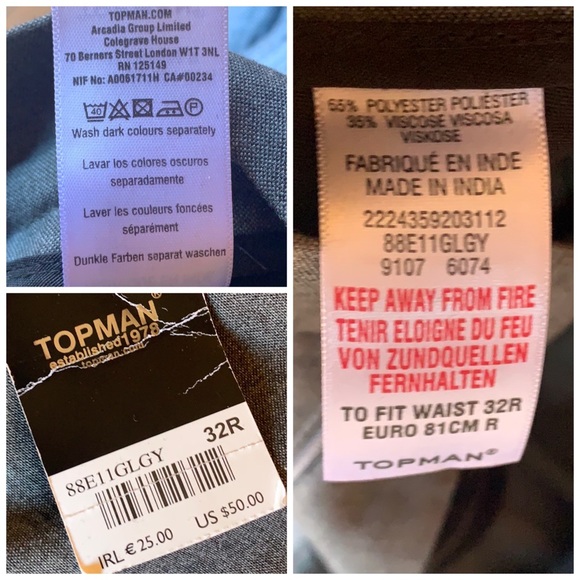 TOPMAN.COM
Arcadia Group Limited
Colegrave House
70 Berners Street London W1T 3NL
RN 125149
NIF No: A0061711H CA#00234
40
P
Wash dark colours separately
Lavar los colores oscuros
separadamente
Laver les couleurs foncées
séparément
Dunkle Farben separat waschen
TOPMAN®
established1978
topman.com
32R
88E11GLGY
IRL €25.00 US $50.00
65% POLYESTER POLIÉSTER
35% VISCOSE VISCOSA
VISKOSE
FABRIQUÉ EN INDE
MADE IN INDIA
2224359203112
88E11GLGY
9107 6074
KEEP AWAY FROM FIRE
TENIR ELOIGNE DU FEU
VON ZUNDQUELLEN
FERNHALTEN
TO FIT WAIST 32R
EURO 81CM R
TOPMAN®